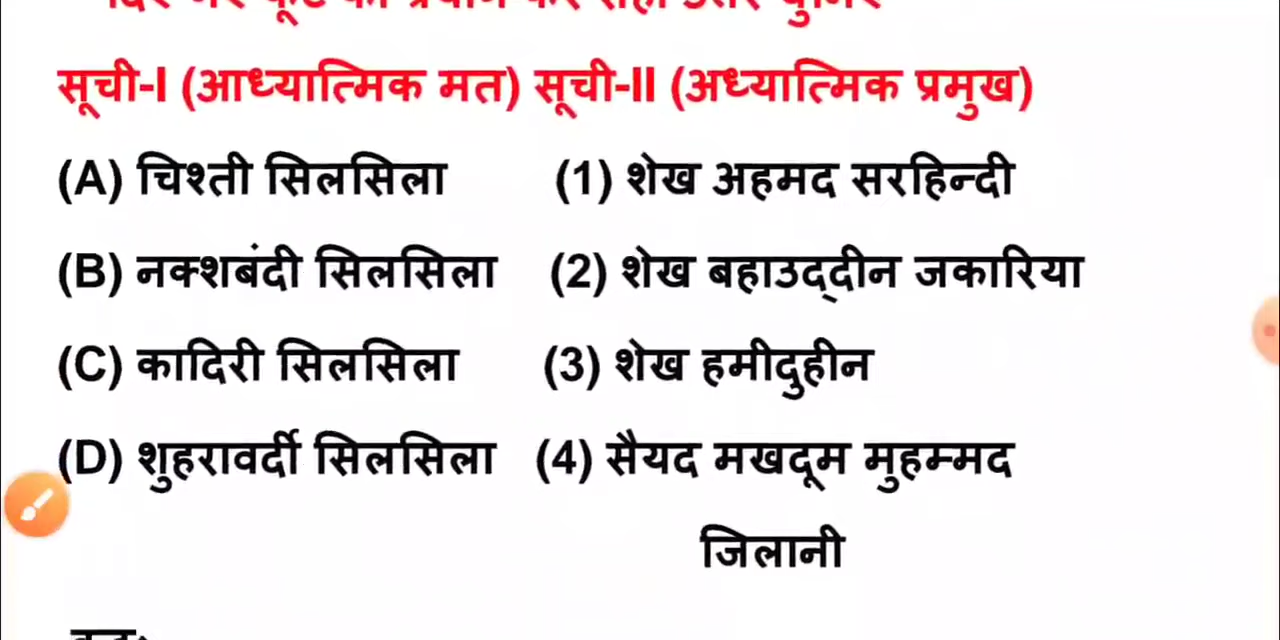 सूची-I (आध्यात्मिक मत) सूची-II (अध्यात्मिक प्रमुख)
(A) चिश्ती सिलसिला (1) शेख अहमद सरहिन्दी
(B) नक्शबंदी सिलसिला (2) शेख बहाउद्दीन जकारिया
(C) कादिरी सिलसिला (3) शेख हमीदुहीन
(D) शुहरावर्दी सिलसिला (4) सैयद मखदूम मुहम्मद
जिलानी